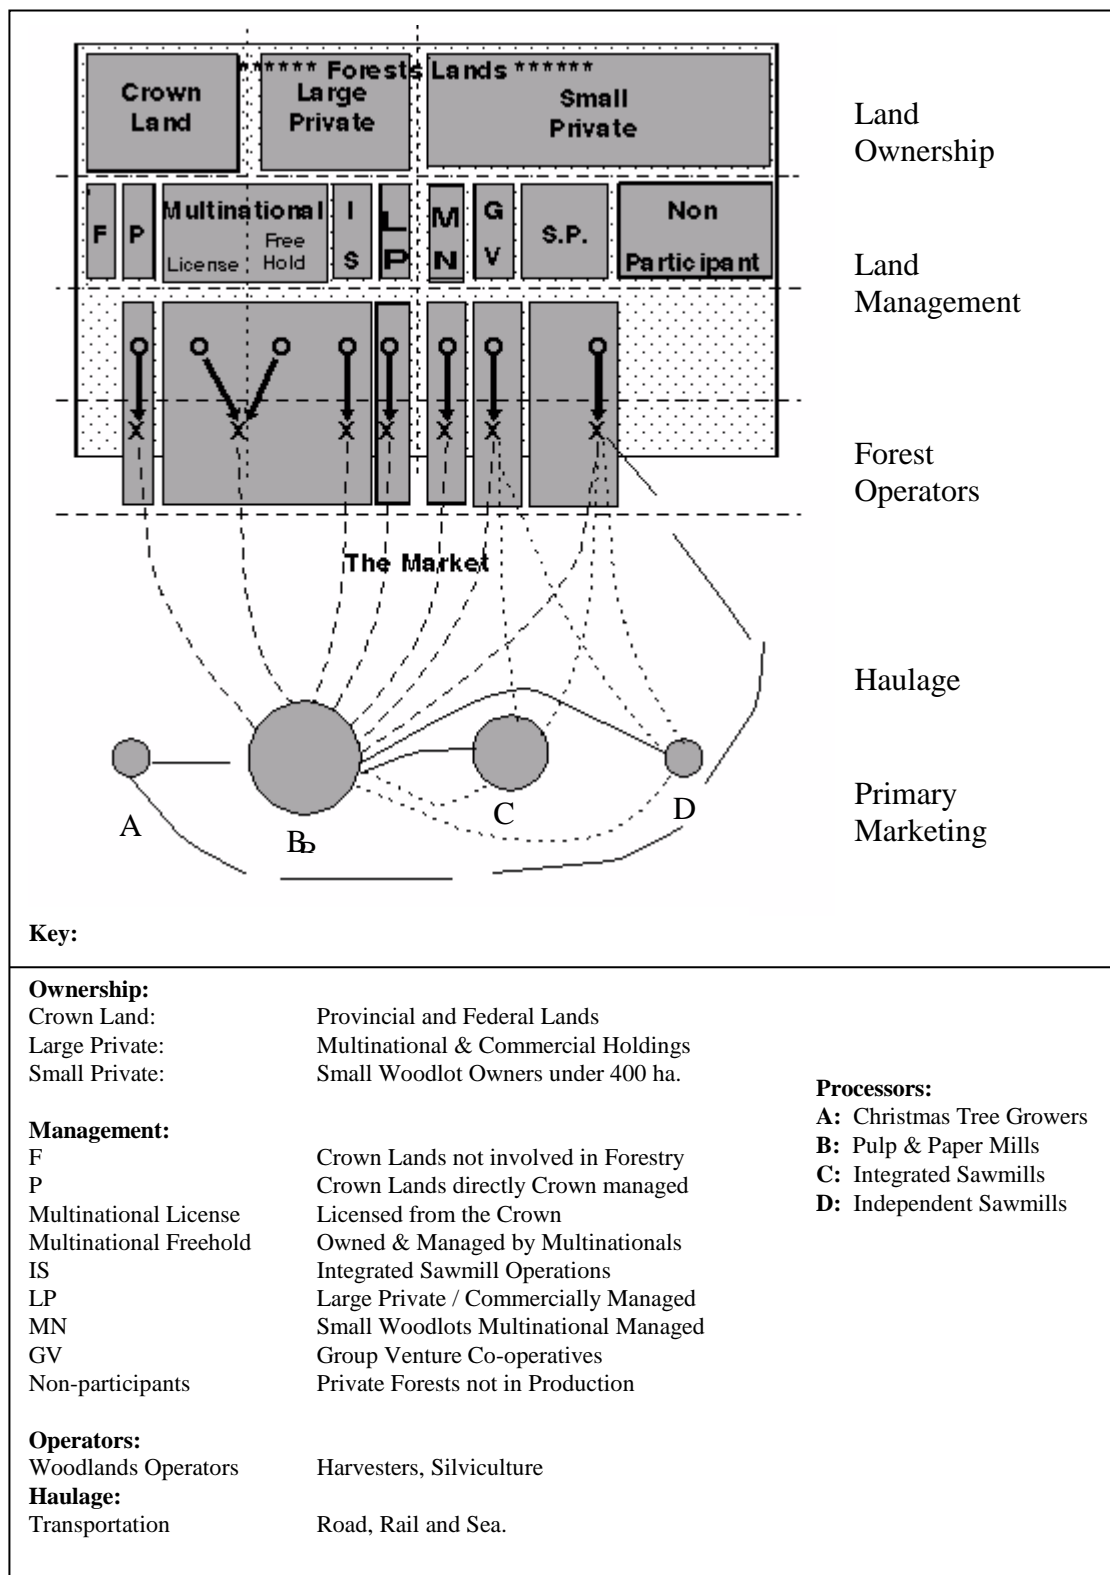 ****** Forests Lands ******
Crown
Land
Large
Private
Small
Private
Land
Ownership
F
P
Multinational
License
Free
Hold
I
S
L
P
M
N
G
V
S.P.
Non
Participant
Land
Management
O O O O O O O O
X X X X X X X
Forest
Operators
The Market
Haulage
A
B
C
D
Primary
Marketing
Key:
Ownership:
Crown Land: Provincial and Federal Lands
Large Private: Multinational & Commercial Holdings
Small Private: Small Woodlot Owners under 400 ha.
Management:
F Crown Lands not involved in Forestry
P Crown Lands directly Crown managed
Multinational License Licensed from the Crown
Multinational Freehold Owned & Managed by Multinationals
IS Integrated Sawmill Operations
LP Large Private / Commercially Managed
MN Small Woodlots Multinational Managed
GV Group Venture Co-operatives
Non-participants Private Forests not in Production
Operators:
Woodlands Operators Harvesters, Silviculture
Haulage:
Transportation Road, Rail and Sea.
Processors:
A: Christmas Tree Growers
B: Pulp & Paper Mills
C: Integrated Sawmills
D: Independent Sawmills